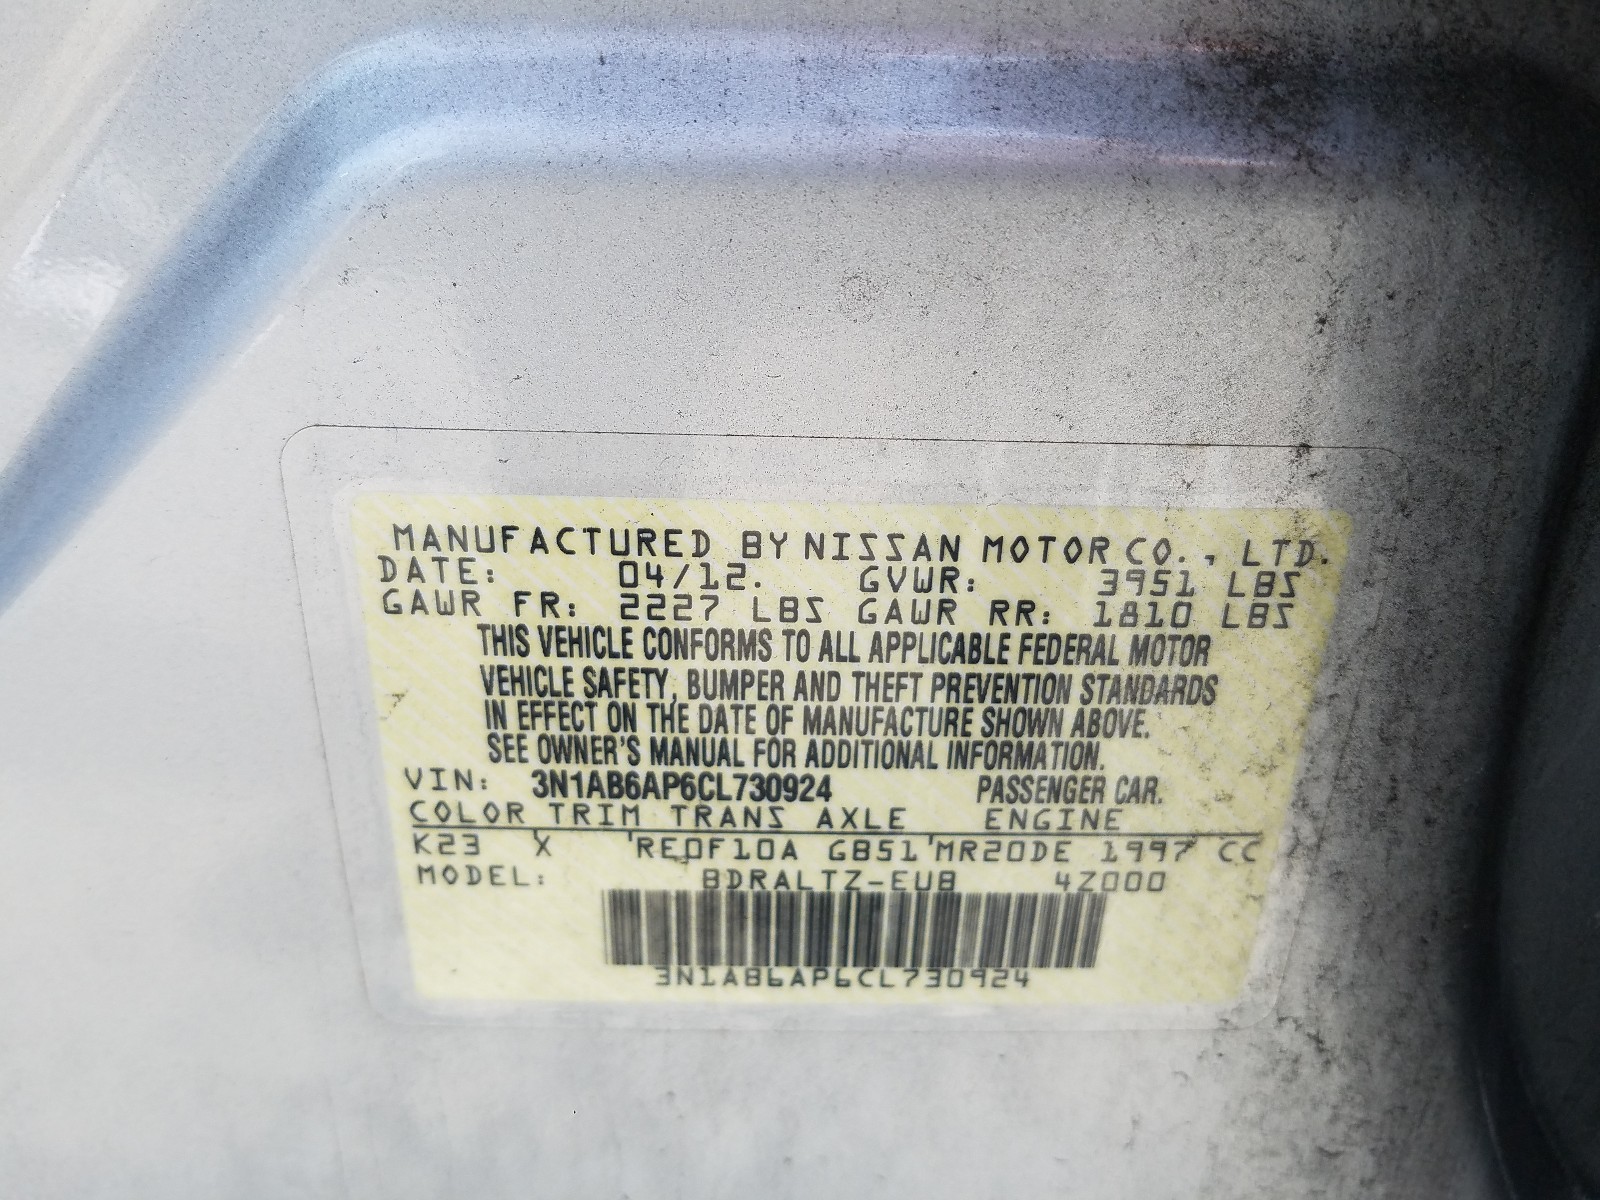 MANUFACTURED BY NISSAN MOTOR CO., LTD.
DATE: 04/12. GVWR: 3951 LBS
GAWR FR: 2227 LBS GAWR RR: 1810 LBS
THIS VEHICLE CONFORMS TO ALL APPLICABLE FEDERAL MOTOR
VEHICLE SAFETY, BUMPER AND THEFT PREVENTION STANDARDS
IN EFFECT ON THE DATE OF MANUFACTURE SHOWN ABOVE.
SEE OWNER'S MANUAL FOR ADDITIONAL INFORMATION.
VIN: 3N1AB6AP6CL730924 PASSENGER CAR.
COLOR TRIM TRANS AXLE ENGINE
K23 X RE0F10A GB51 MR20DE 1997 CC
MODEL: BDRALTZ-EUB 4Z000
3N1AB6AP6CL730924